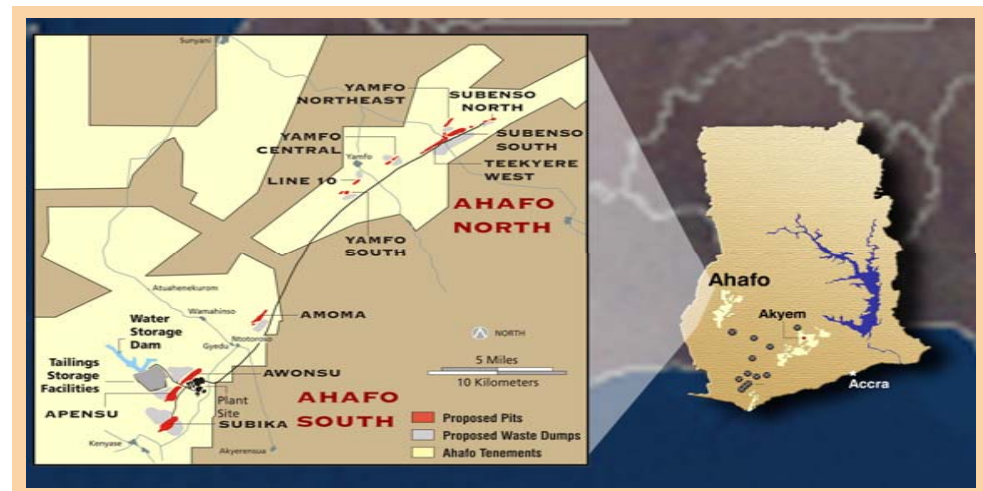 Sunyani
YAMFO
NORTHEAST
SUBENSO
NORTH
YAMFO
CENTRAL
Yamfo
SUBENSO
SOUTH
TEEKYERE
WEST
LINE 10
AHAFO
NORTH
YAMFO
SOUTH
Atuahenekurom
Water
Storage
Dam
Wamahinso
AMOMA
NORTH
Ntotoroso
Gyedu
Tailings
Storage
Facilities
AWONSU
5 Miles
10 Kilometers
APENSU
Plant
Site
AHAFO
SOUTH
SUBIKA
Kenyase
Akyerensua
Proposed Pits
Proposed Waste Dumps
Ahafo Tenements
Ahafo
Akyem
Accra